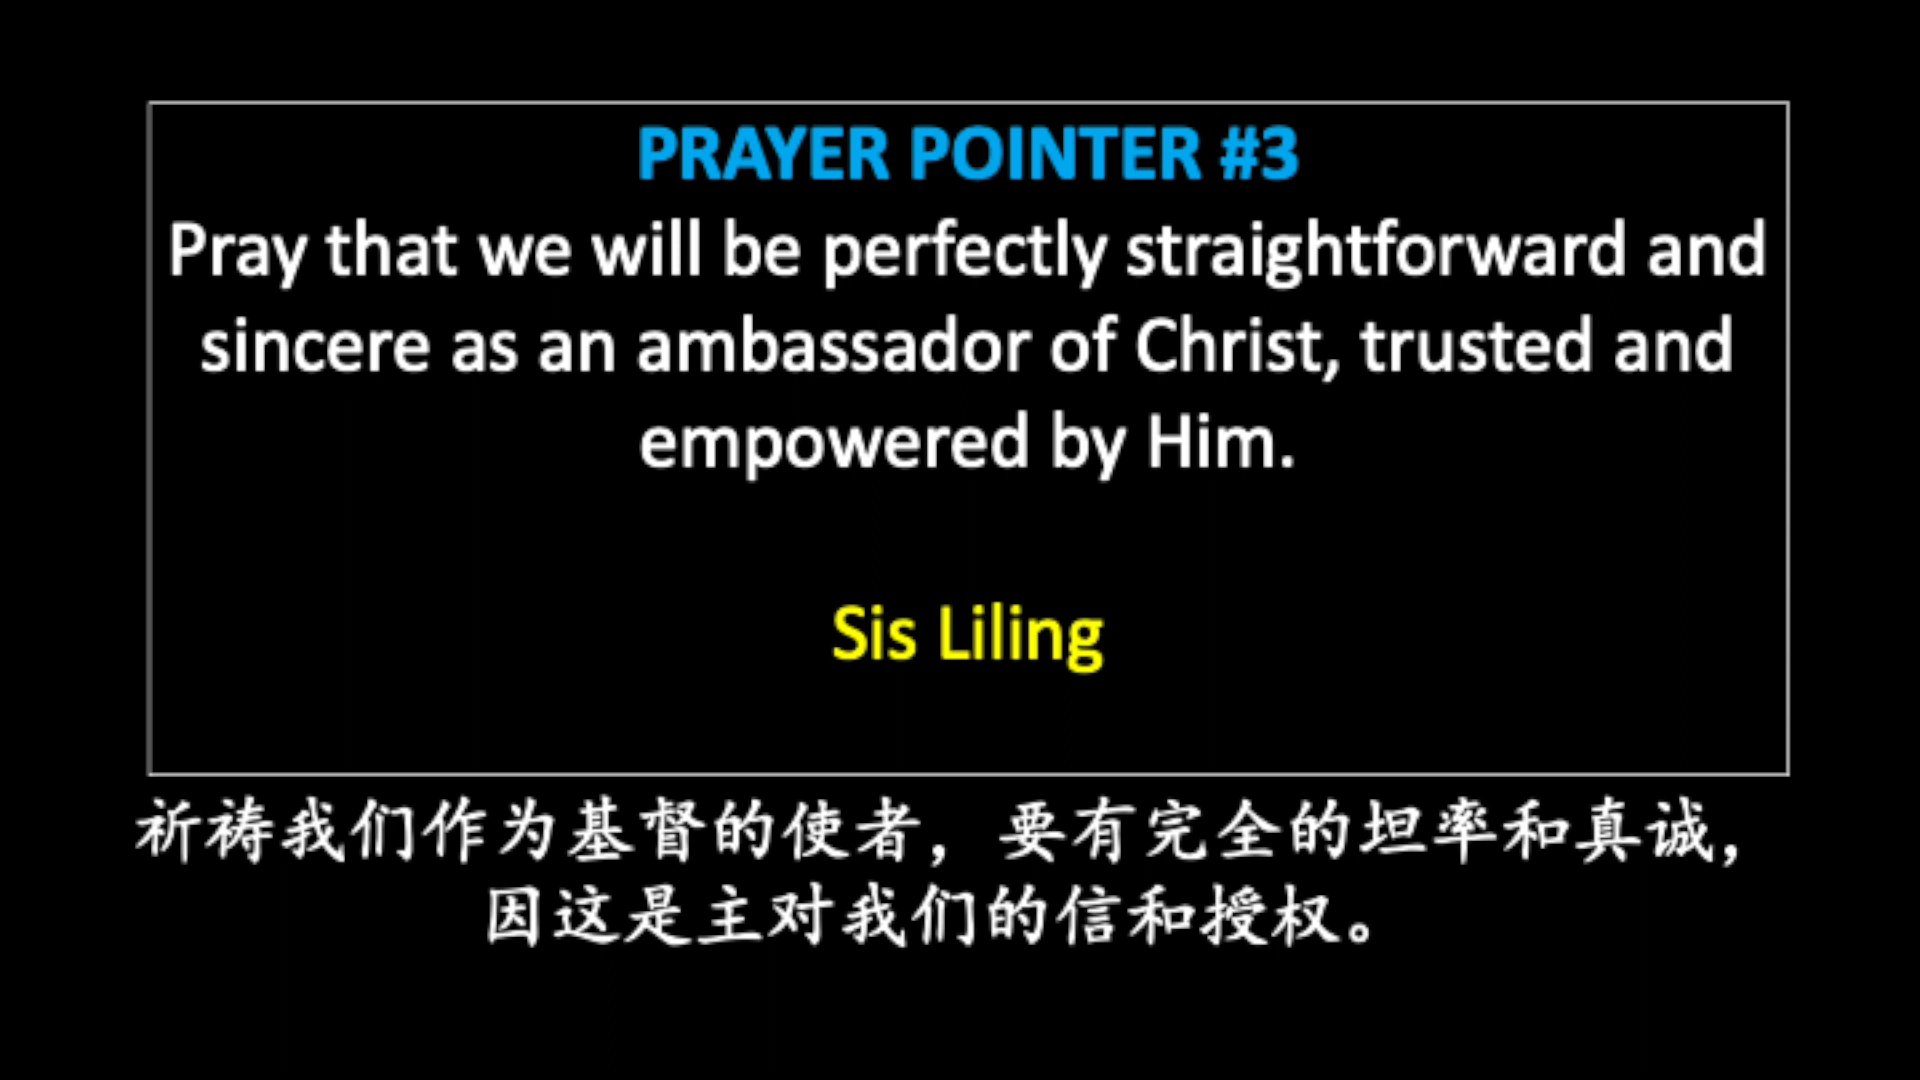 PRAYER POINTER #3
Pray that we will be perfectly straightforward and
sincere as an ambassador of Christ, trusted and
empowered by Him.
Sis Liling
祈祷我们作为基督的使者，要有完全的坦率和真诚，
因这是主对我们的信和授权。